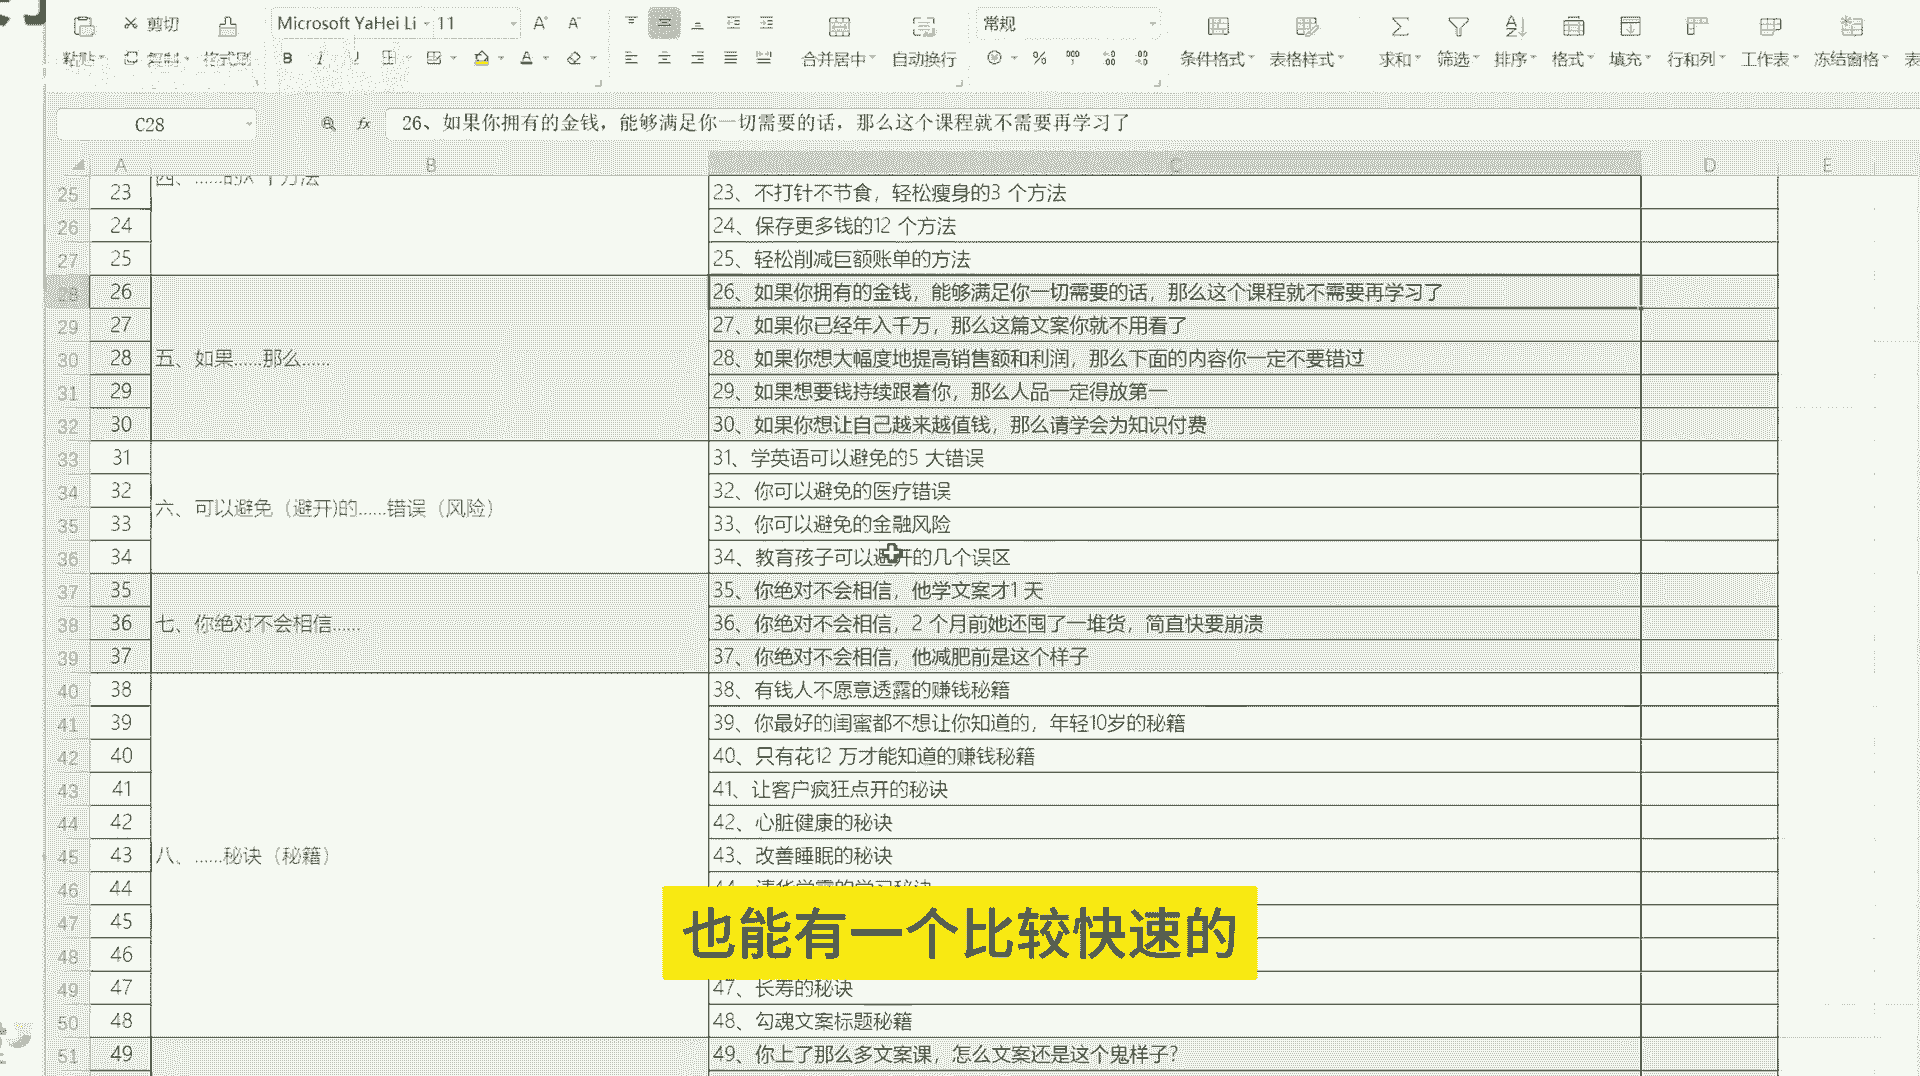 剪切
Microsoft YaHei Li 11
常规
粘贴 复制 格式刷
B I U A
合并居中 自动换行
% 000
条件格式 表格样式 求和 筛选 排序 格式 填充 行和列 工作表 冻结窗格 表
C28
fx 26、如果你拥有的金钱，能够满足你一切需要的话，那么这个课程就不需要再学习了
A B C D E
四、……的X 个方法
25 23 23、不打针不节食，轻松瘦身的3 个方法
26 24 24、保存更多钱的12 个方法
27 25 25、轻松削减巨额账单的方法
28 26 26、如果你拥有的金钱，能够满足你一切需要的话，那么这个课程就不需要再学习了
29 27 27、如果你已经年入千万，那么这篇文案你就不用看了
30 28 五、如果……那么…… 28、如果你想大幅度地提高销售额和利润，那么下面的内容你一定不要错过
31 29 29、如果想要钱持续跟着你，那么人品一定得放第一
32 30 30、如果你想让自己越来越值钱，那么请学会为知识付费
33 31 31、学英语可以避免的5 大错误
34 32 32、你可以避免的医疗错误
六、可以避免（避开)的……错误（风险）
35 33 33、你可以避免的金融风险
36 34 34、教育孩子可以避开的几个误区
37 35 35、你绝对不会相信，他学文案才1 天
38 36 七、你绝对不会相信…… 36、你绝对不会相信，2 个月前她还囤了一堆货，简直快要崩溃
39 37 37、你绝对不会相信，他减肥前是这个样子
40 38 38、有钱人不愿意透露的赚钱秘籍
41 39 39、你最好的闺蜜都不想让你知道的，年轻10岁的秘籍
42 40 40、只有花12 万才能知道的赚钱秘籍
43 41 41、让客户疯狂点开的秘诀
44 42 42、心脏健康的秘诀
45 43 八、……秘诀（秘籍） 43、改善睡眠的秘诀
46 44 44、清华学霸的学习秘诀
47 45
也能有一个比较快速的
48 46
49 47 47、长寿的秘诀
50 48 48、勾魂文案标题秘籍
51 49 49、你上了那么多文案课，怎么文案还是这个鬼样子？